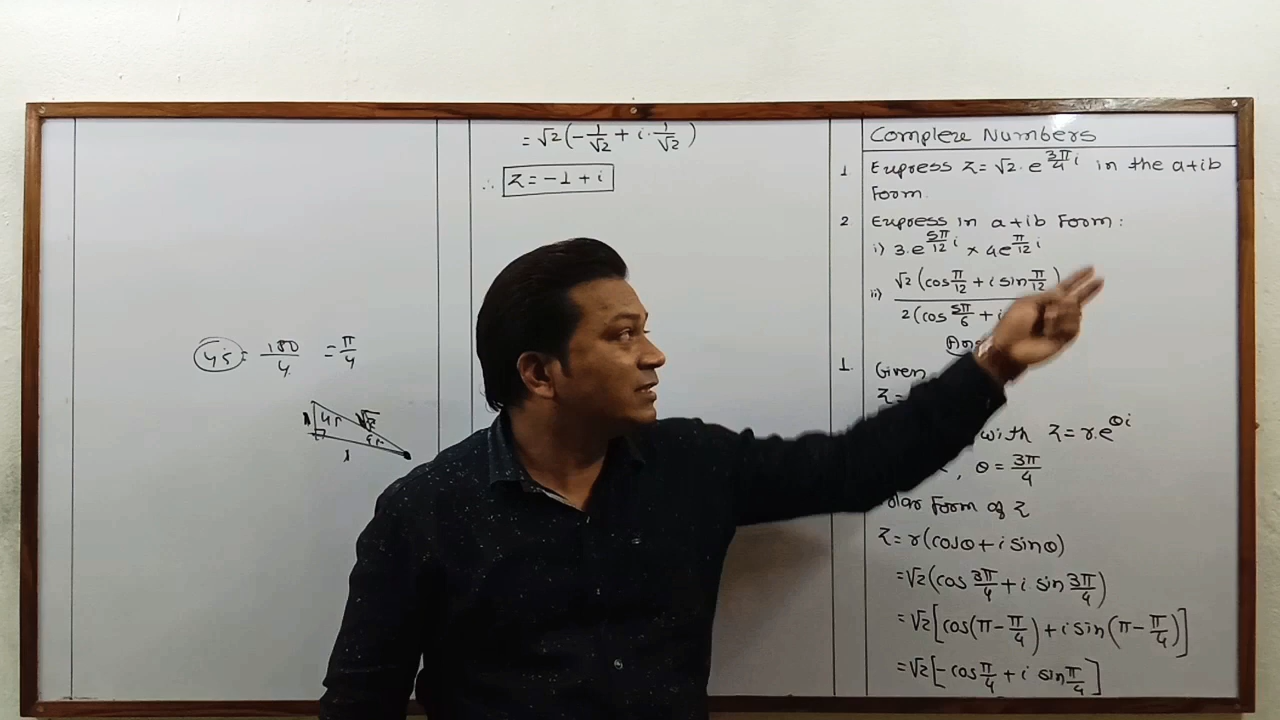 Complex Numbers
1 Express z = √2 · e^(3π/4 i) in the a+ib
Form.
2 Express in a+ib Form:
i) 3·e^(5π/12 i) × 4e^(π/12 i)
ii) √2 (cos π/12 + i sin π/12)
2 (cos 5π/6 + i
Ans
1. Given
z =
with z = r·e^(θi)
, θ = 3π/4
olar Form of z
z = r(cosθ + i sinθ)
= √2 (cos 3π/4 + i sin 3π/4)
= √2 [cos(π − π/4) + i sin(π − π/4)]
= √2 [−cos π/4 + i sin π/4]
= √2 (−1/√2 + i · 1/√2)
∴ z = −1 + i
45 = 180/4 = π/4
45 √2
45
1